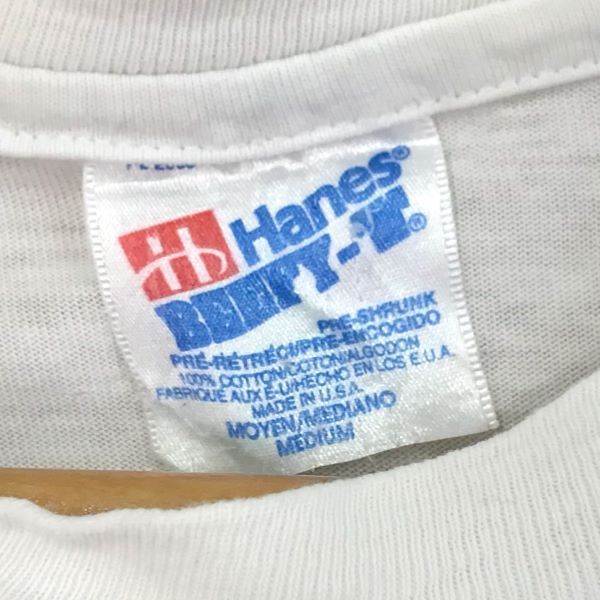 Hanes®
BEEFY-T®
PRE-SHRUNK
PRÉ-RÉTRÉCI/PRE-ENCOGIDO
100% COTTON/COTON/ALGODON
FABRIQUÉ AUX É-U/HECHO EN LOS E.U.A.
MADE IN U.S.A.
MOYEN/MEDIANO
MEDIUM